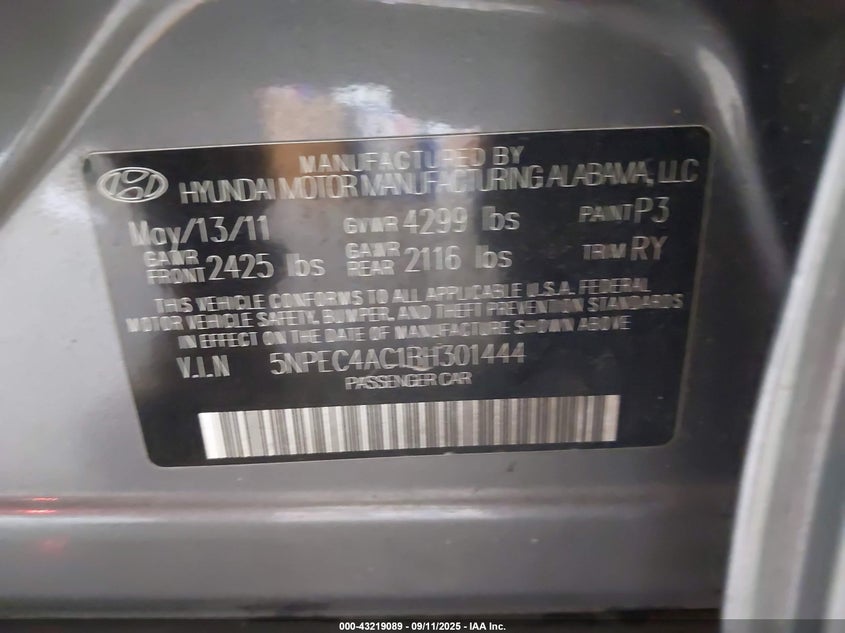 MANUFACTURED BY
HYUNDAI MOTOR MANUFACTURING ALABAMA, LLC
May/13/11 GVWR 4299 lbs PAINT P3
GAWR FRONT 2425 lbs GAWR REAR 2116 lbs TRIM RY
THIS VEHICLE CONFORMS TO ALL APPLICABLE U.S.A. FEDERAL
MOTOR VEHICLE SAFETY, BUMPER, AND THEFT PREVENTION STANDARDS
IN EFFECT ON THE DATE OF MANUFACTURE SHOWN ABOVE
V.I.N 5NPEC4AC1BH301444
PASSENGER CAR
000-43219089 - 09/11/2025 - IAA Inc.